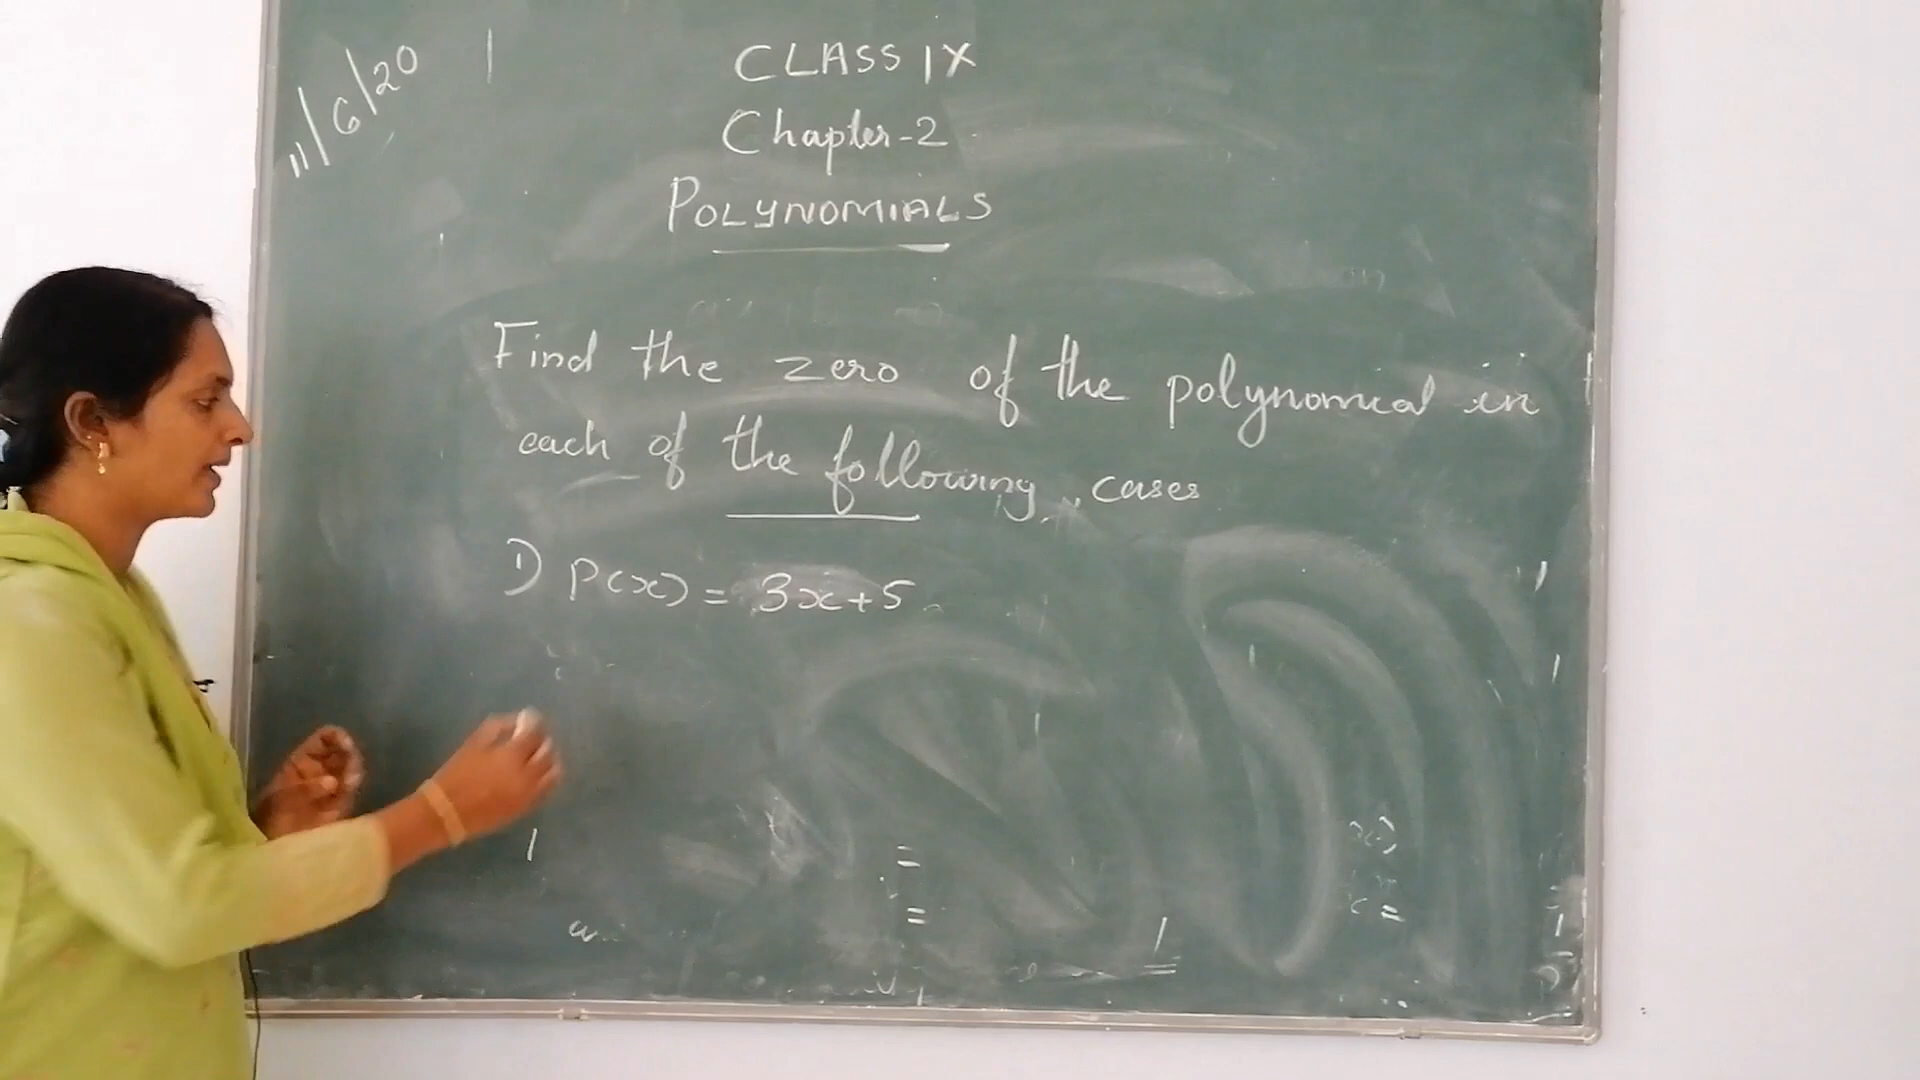 11/6/20
CLASS IX
Chapter-2
POLYNOMIALS
Find the zero of the polynomial in
each of the following cases
1) P(x) = 3x+5